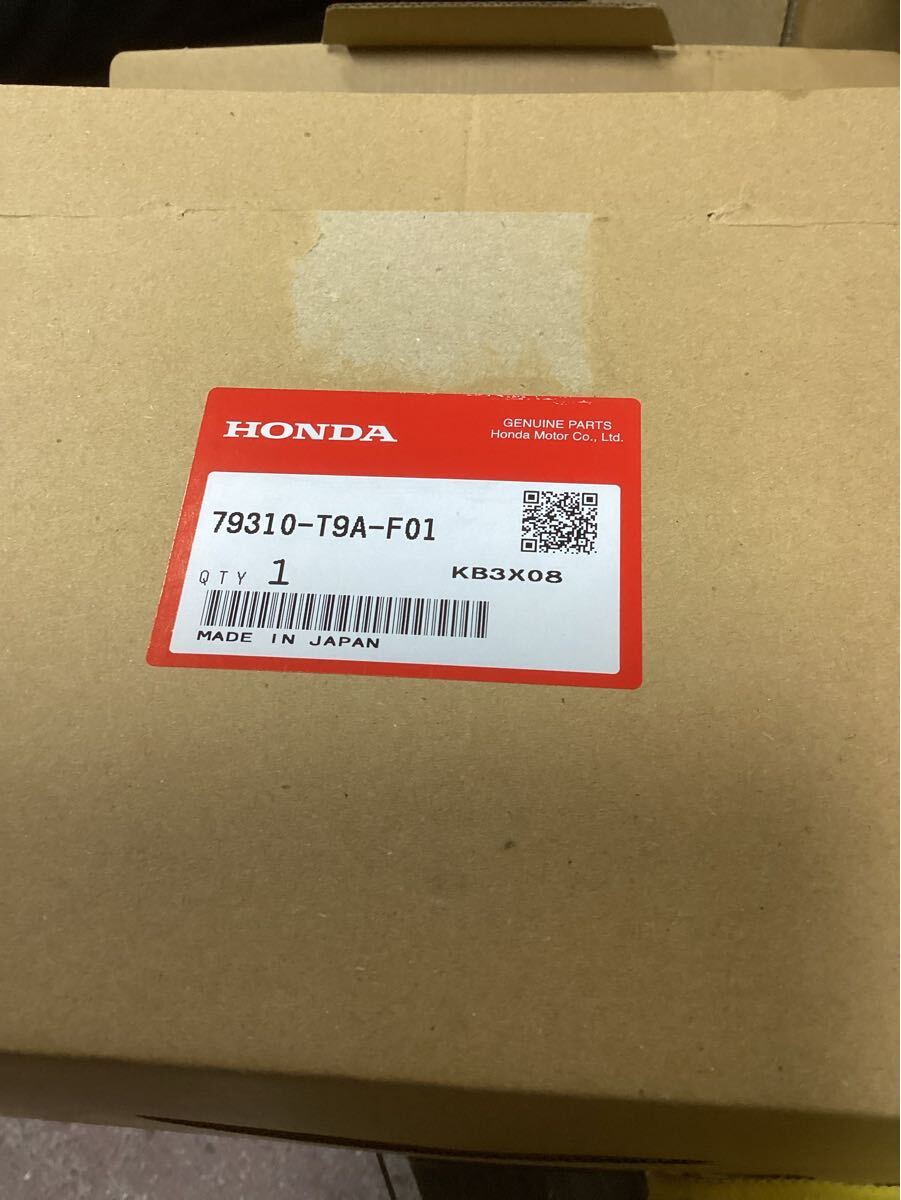 HONDA
GENUINE PARTS
Honda Motor Co., Ltd.
79310-T9A-F01
QTY 1
KB3X08
MADE IN JAPAN